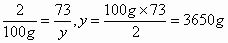 2/100g = 73/y, y = 100g×73/2 = 3650g